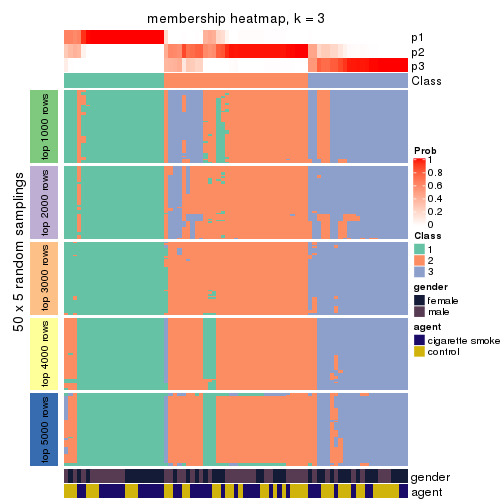 membership heatmap, k = 3
p1
p2
p3
Class
50 x 5 random samplings
top 1000 rows
top 2000 rows
top 3000 rows
top 4000 rows
top 5000 rows
Prob
1
0.8
0.6
0.4
0.2
0
Class
1
2
3
gender
female
male
agent
cigarette smoke
control
gender
agent